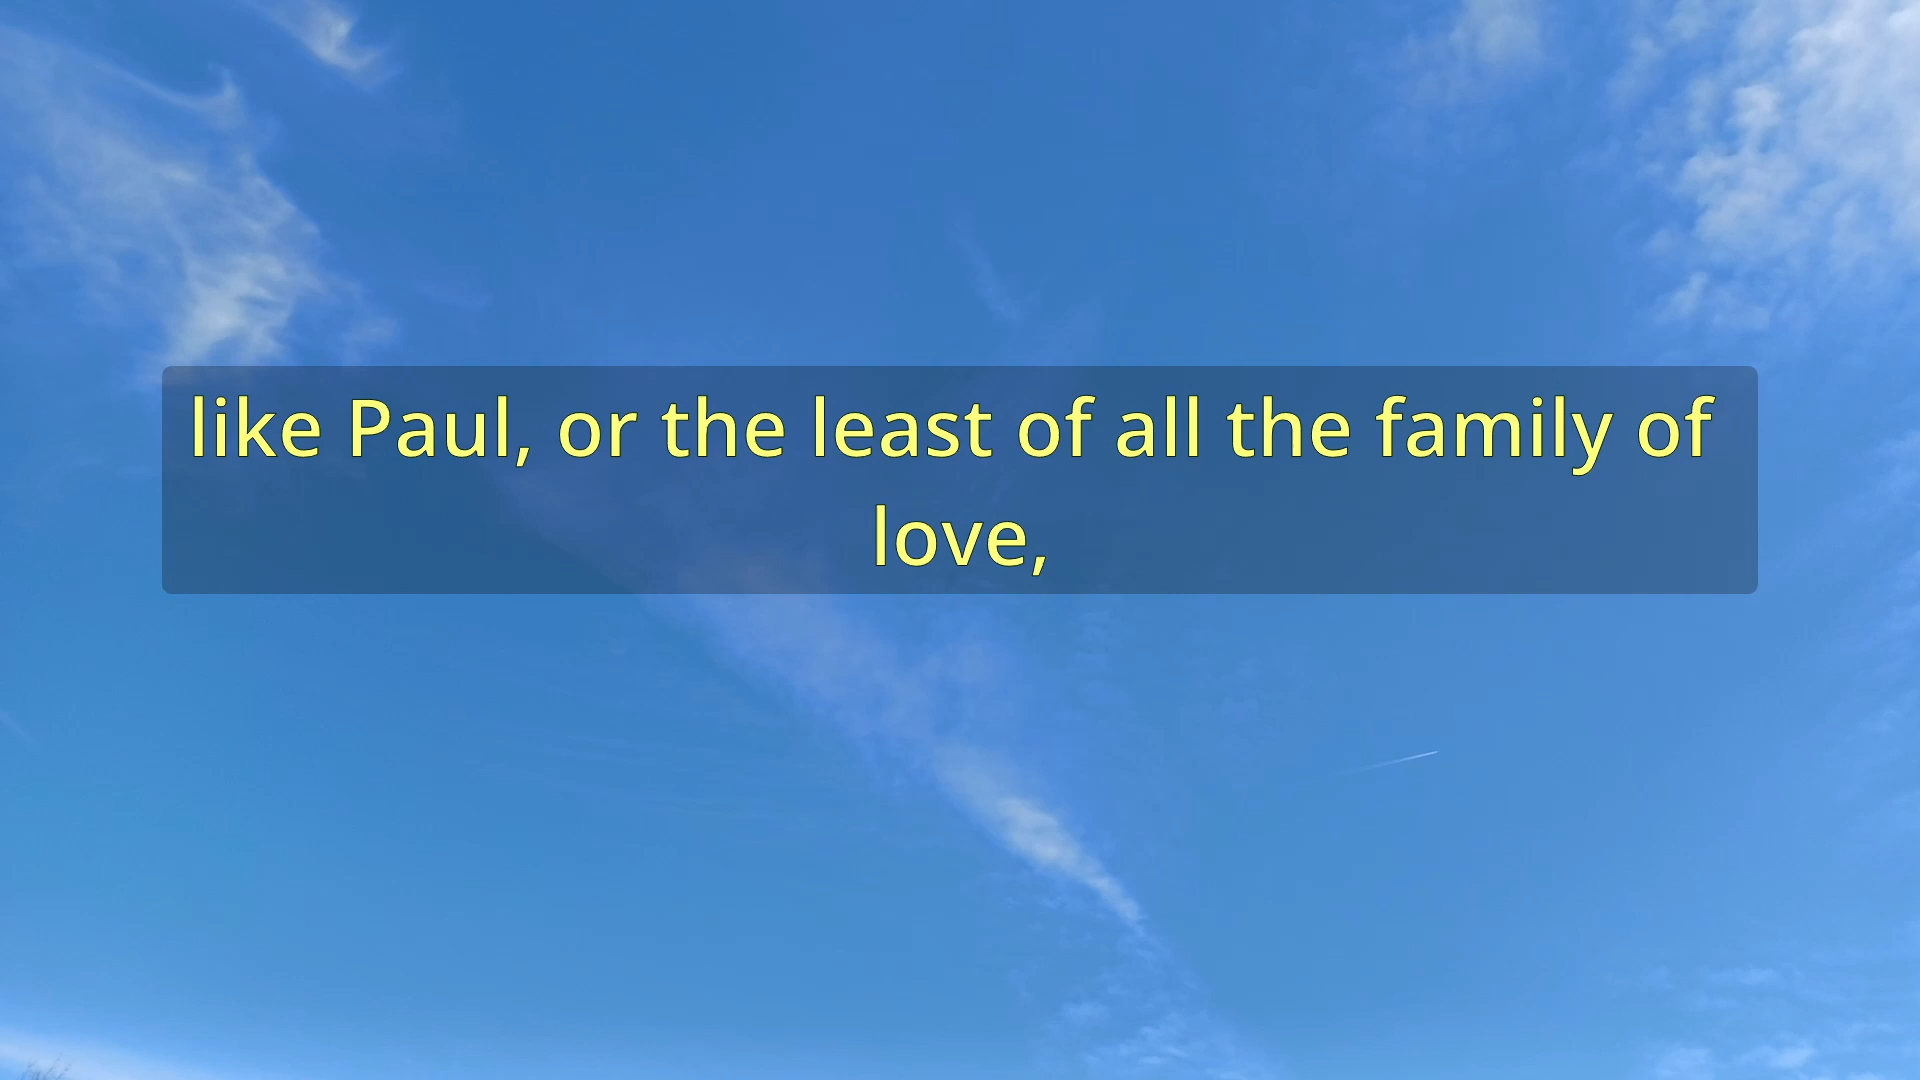 like Paul, or the least of all the family of
love,